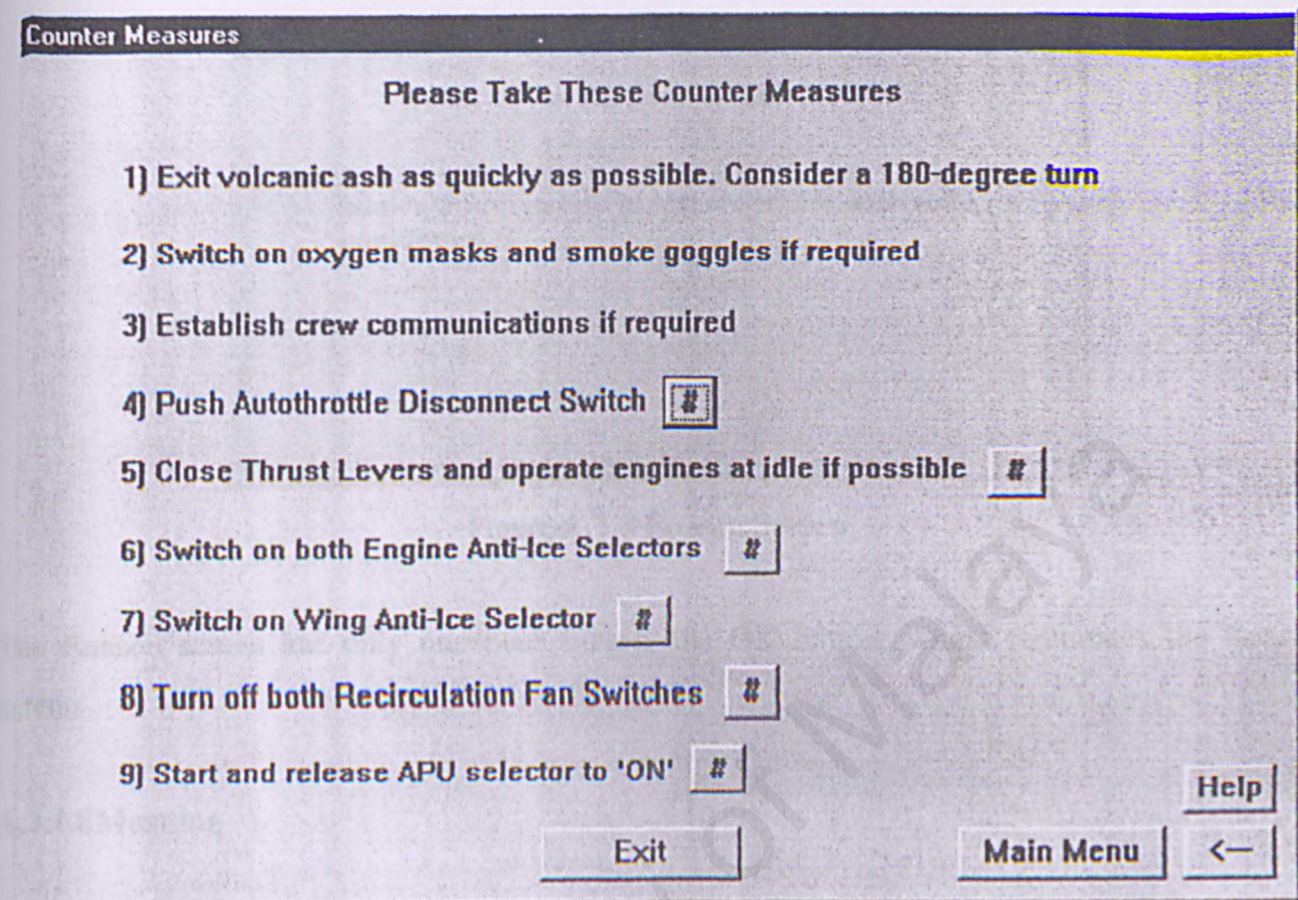 Counter Measures
Please Take These Counter Measures
1) Exit volcanic ash as quickly as possible. Consider a 180-degree turn
2) Switch on oxygen masks and smoke goggles if required
3) Establish crew communications if required
4) Push Autothrottle Disconnect Switch #
5) Close Thrust Levers and operate engines at idle if possible #
6) Switch on both Engine Anti-Ice Selectors #
7) Switch on Wing Anti-Ice Selector #
8) Turn off both Recirculation Fan Switches #
9) Start and release APU selector to 'ON' #
Help
Exit Main Menu <—
of Malaya